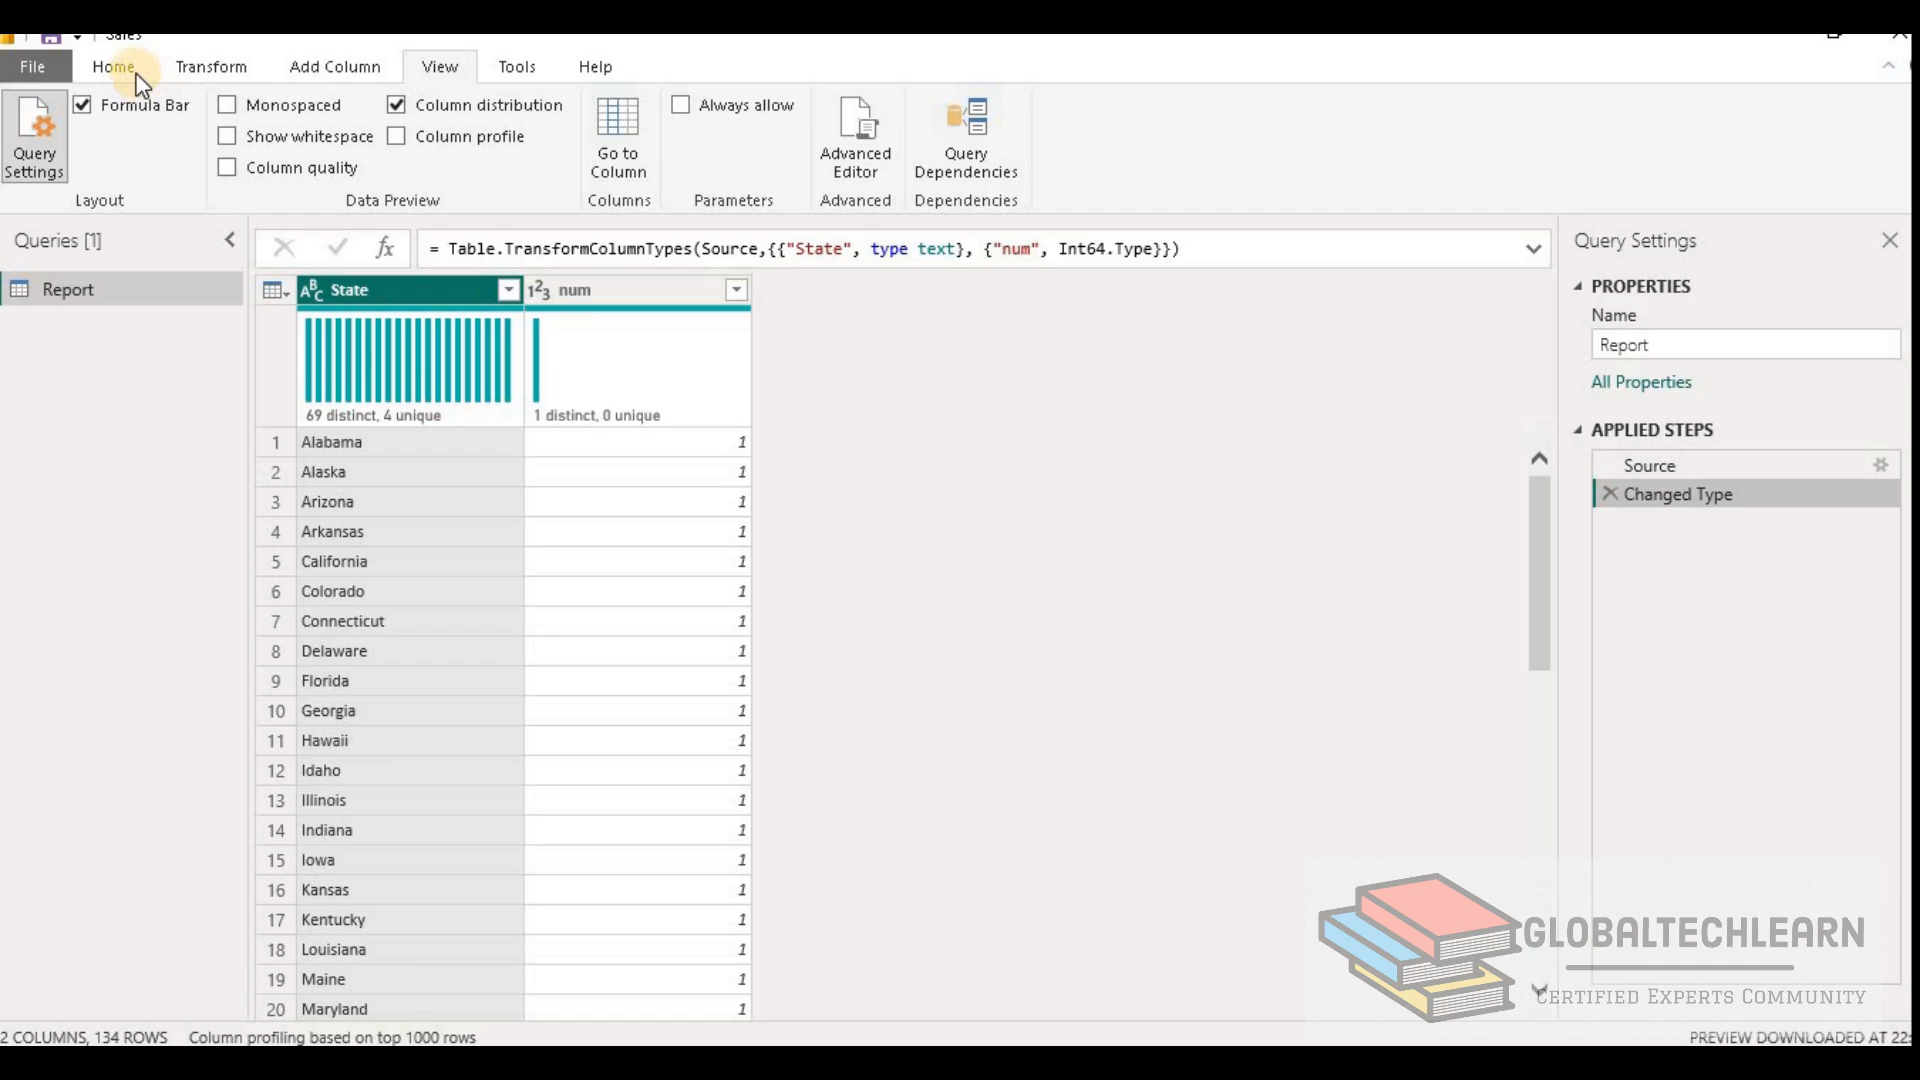 Sales
File Home Transform Add Column View Tools Help
Formula Bar Monospaced Column distribution Always allow
Show whitespace Column profile
Query Settings Column quality Go to Column Advanced Editor Query Dependencies
Layout Data Preview Columns Parameters Advanced Dependencies
Queries [1]
Report
fx = Table.TransformColumnTypes(Source,{{"State", type text}, {"num", Int64.Type}})
ABC State 123 num
69 distinct, 4 unique 1 distinct, 0 unique
1 Alabama 1
2 Alaska 1
3 Arizona 1
4 Arkansas 1
5 California 1
6 Colorado 1
7 Connecticut 1
8 Delaware 1
9 Florida 1
10 Georgia 1
11 Hawaii 1
12 Idaho 1
13 Illinois 1
14 Indiana 1
15 Iowa 1
16 Kansas 1
17 Kentucky 1
18 Louisiana 1
19 Maine 1
20 Maryland 1
Query Settings
PROPERTIES
Name
Report
All Properties
APPLIED STEPS
Source
Changed Type
GLOBALTECHLEARN
CERTIFIED EXPERTS COMMUNITY
2 COLUMNS, 134 ROWS Column profiling based on top 1000 rows PREVIEW DOWNLOADED AT 22: